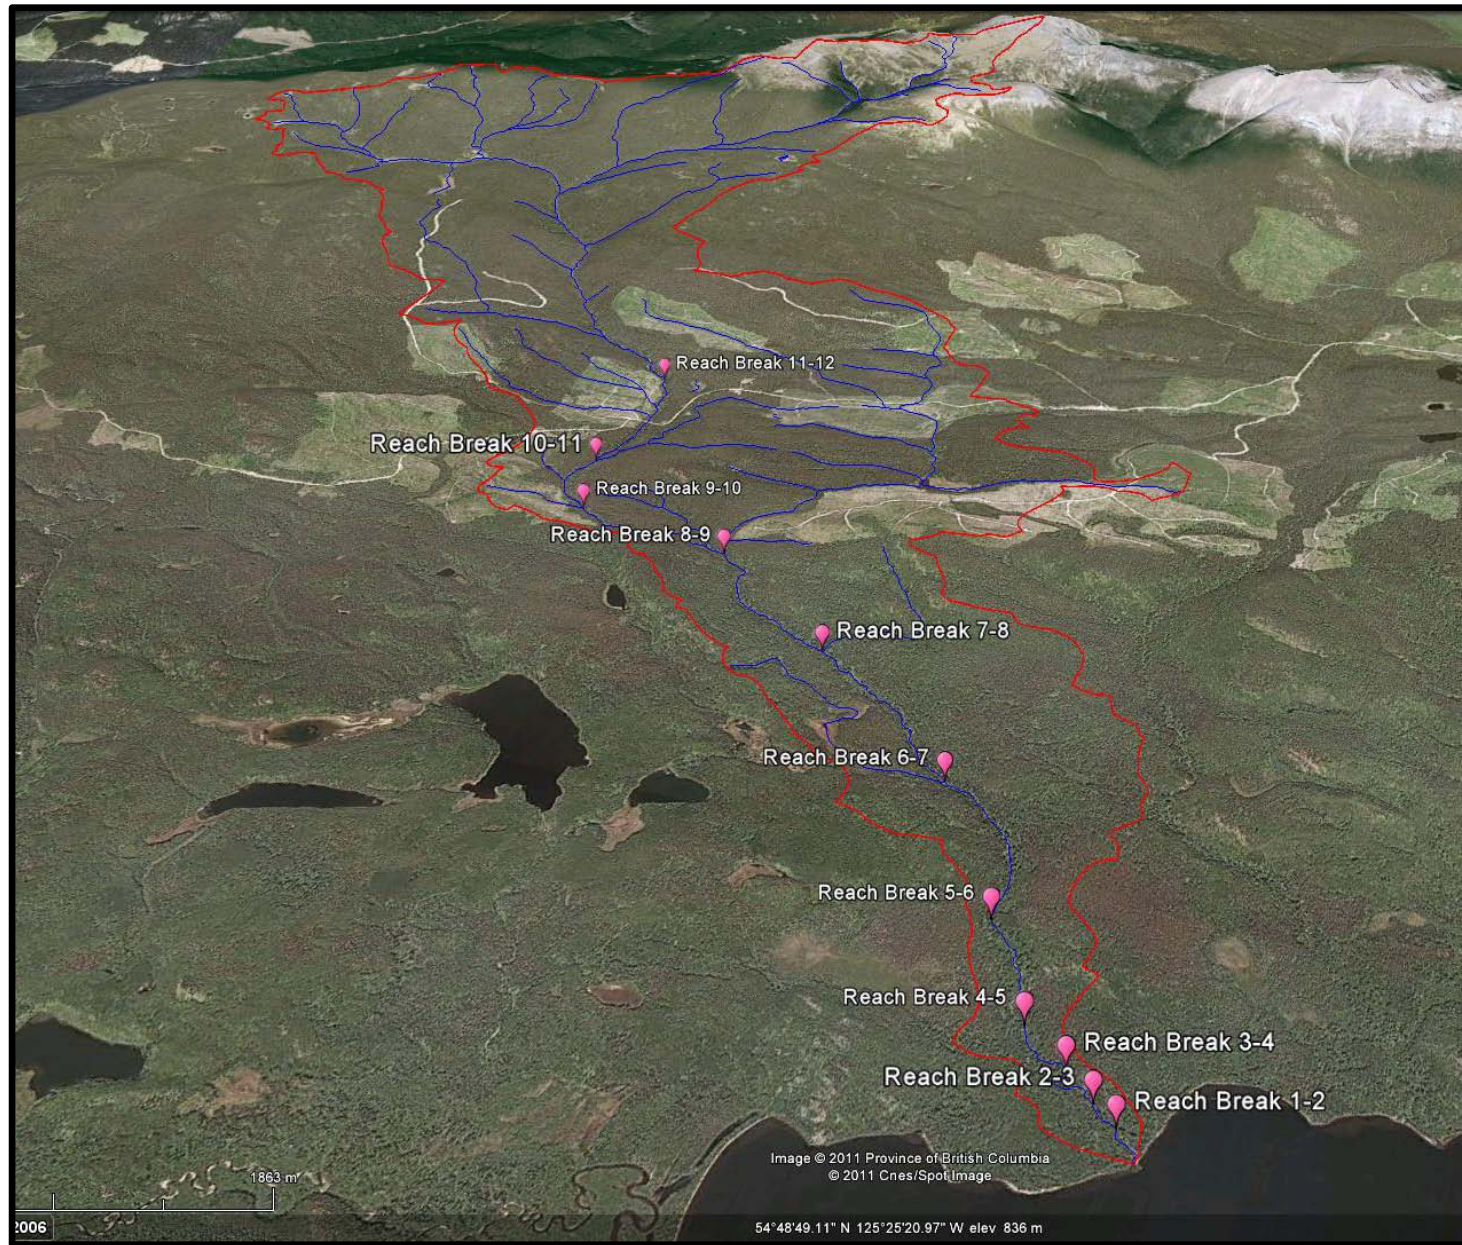 Reach Break 11-12
Reach Break 10-11
Reach Break 9-10
Reach Break 8-9
Reach Break 7-8
Reach Break 6-7
Reach Break 5-6
Reach Break 4-5
Reach Break 3-4
Reach Break 2-3
Reach Break 1-2
Image © 2011 Province of British Columbia
© 2011 Cnes/Spot Image
1863 m
2006
54°48'49.11" N 125°25'20.97" W elev 836 m